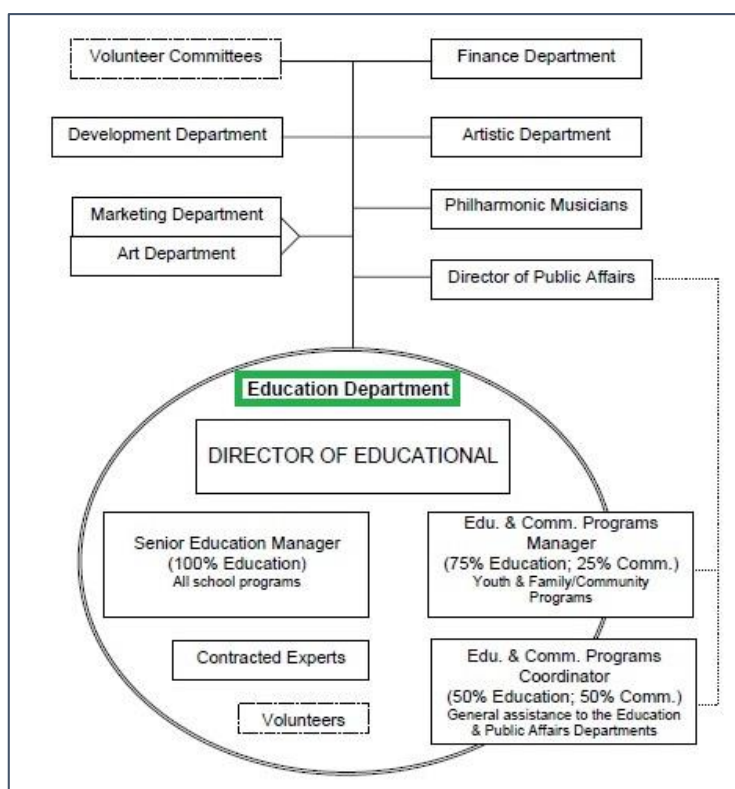 Volunteer Committees
Finance Department
Development Department
Artistic Department
Marketing Department
Philharmonic Musicians
Art Department
Director of Public Affairs
Education Department
DIRECTOR OF EDUCATIONAL
Senior Education Manager
(100% Education)
All school programs
Edu. & Comm. Programs
Manager
(75% Education; 25% Comm.)
Youth & Family/Community
Programs
Contracted Experts
Volunteers
Edu. & Comm. Programs
Coordinator
(50% Education; 50% Comm.)
General assistance to the Education
& Public Affairs Departments